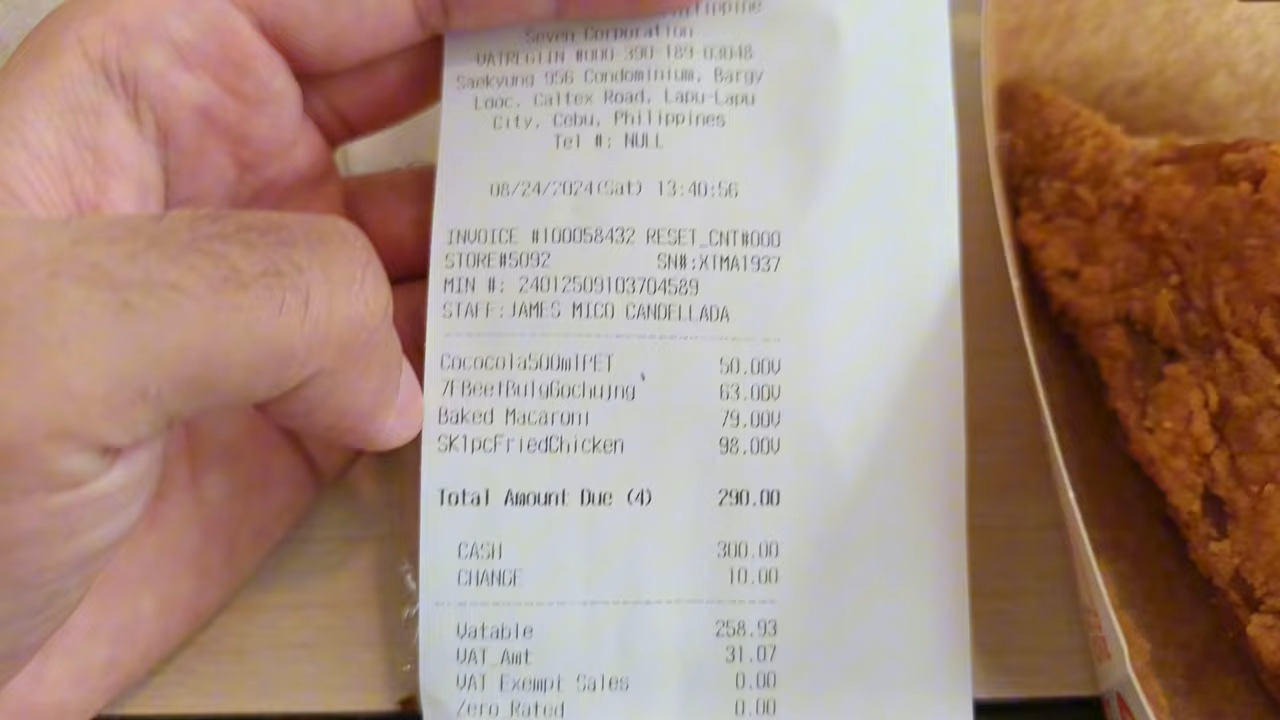 Seven Corporation
VATREGTIN #000-390-189-03048
Saekyung 956 Condominium, Bargy
Looc, Caltex Road, Lapu-Lapu
City, Cebu, Philippines
Tel #: NULL
08/24/2024(Sat) 13:40:56
INVOICE #100058432 RESET_CNT#000
STORE#5092 SN#:X1MA1937
MIN #: 24012509103704589
STAFF:JAMES MICO CANDELLADA
Cococola500mlPET 50.00V
7FBeefBulgGochujng 63.00V
Baked Macaroni 79.00V
SK1pcFriedChicken 98.00V
Total Amount Due (4) 290.00
CASH 300.00
CHANGE 10.00
Vatable 258.93
VAT_Amt 31.07
VAT Exempt Sales 0.00
Zero Rated 0.00